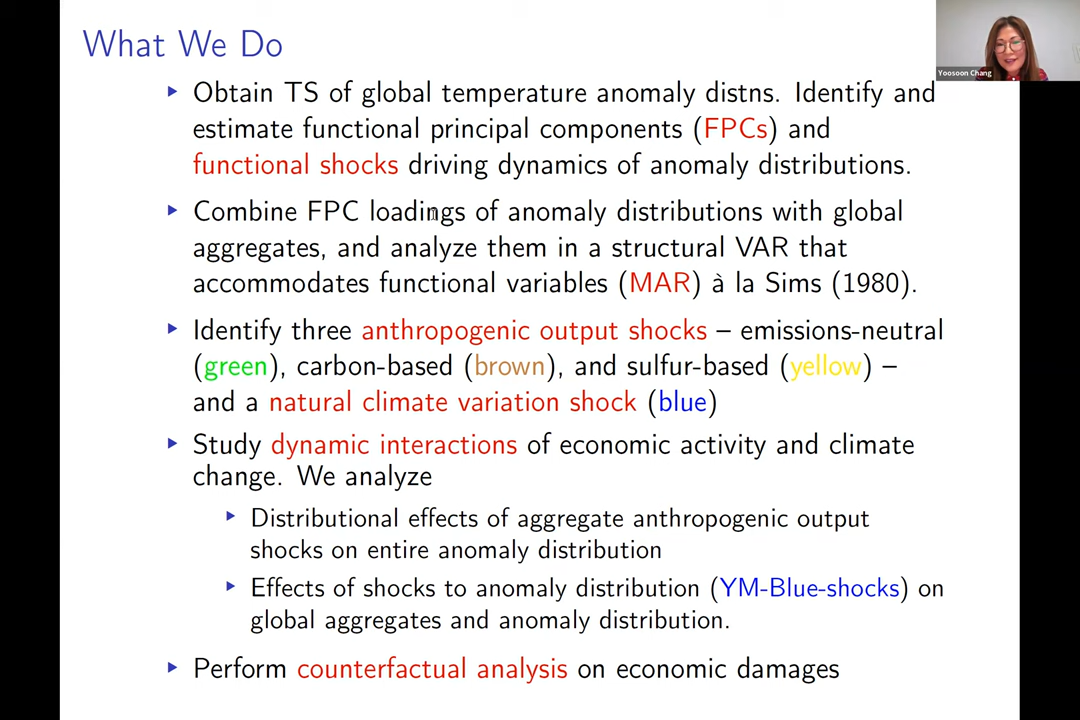 What We Do
Yoosoon Chang
▸ Obtain TS of global temperature anomaly distns. Identify and
estimate functional principal components (FPCs) and
functional shocks driving dynamics of anomaly distributions.
▸ Combine FPC loadings of anomaly distributions with global
aggregates, and analyze them in a structural VAR that
accommodates functional variables (MAR) à la Sims (1980).
▸ Identify three anthropogenic output shocks – emissions-neutral
(green), carbon-based (brown), and sulfur-based (yellow) –
and a natural climate variation shock (blue)
▸ Study dynamic interactions of economic activity and climate
change. We analyze
▸ Distributional effects of aggregate anthropogenic output
shocks on entire anomaly distribution
▸ Effects of shocks to anomaly distribution (YM-Blue-shocks) on
global aggregates and anomaly distribution.
▸ Perform counterfactual analysis on economic damages